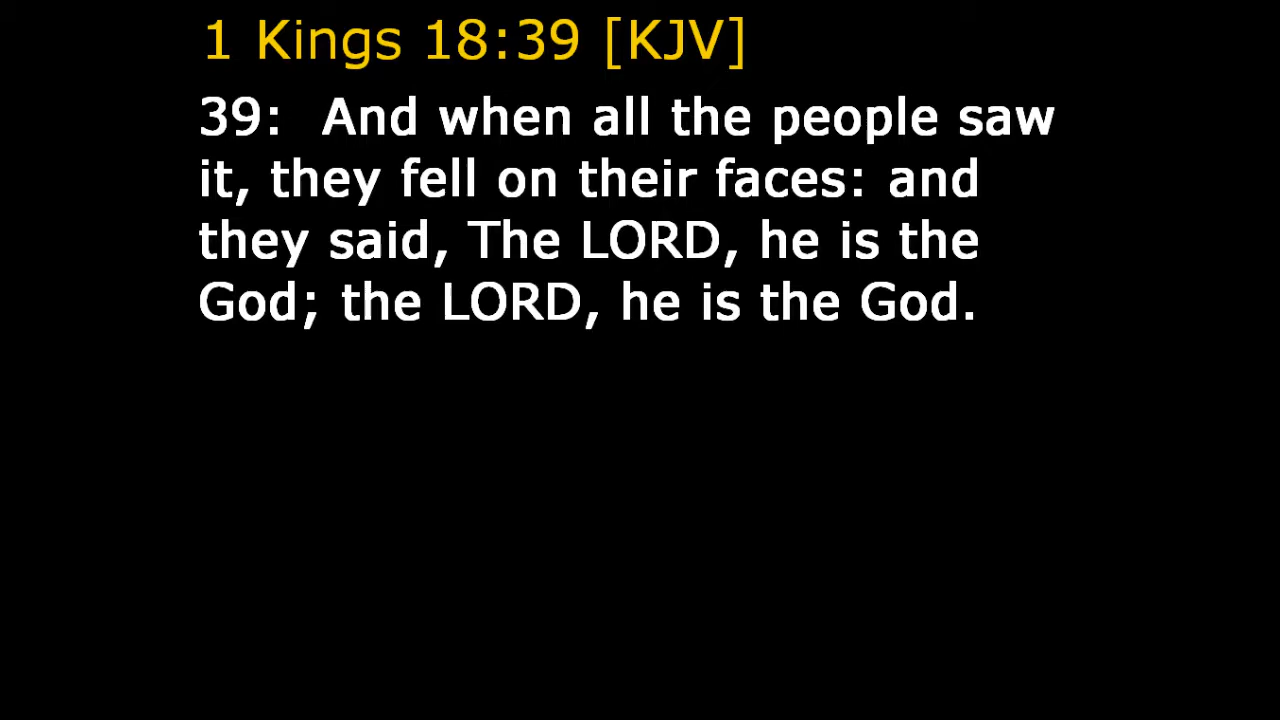 1 Kings 18:39 [KJV]
39:  And when all the people saw
it, they fell on their faces: and
they said, The LORD, he is the
God; the LORD, he is the God.